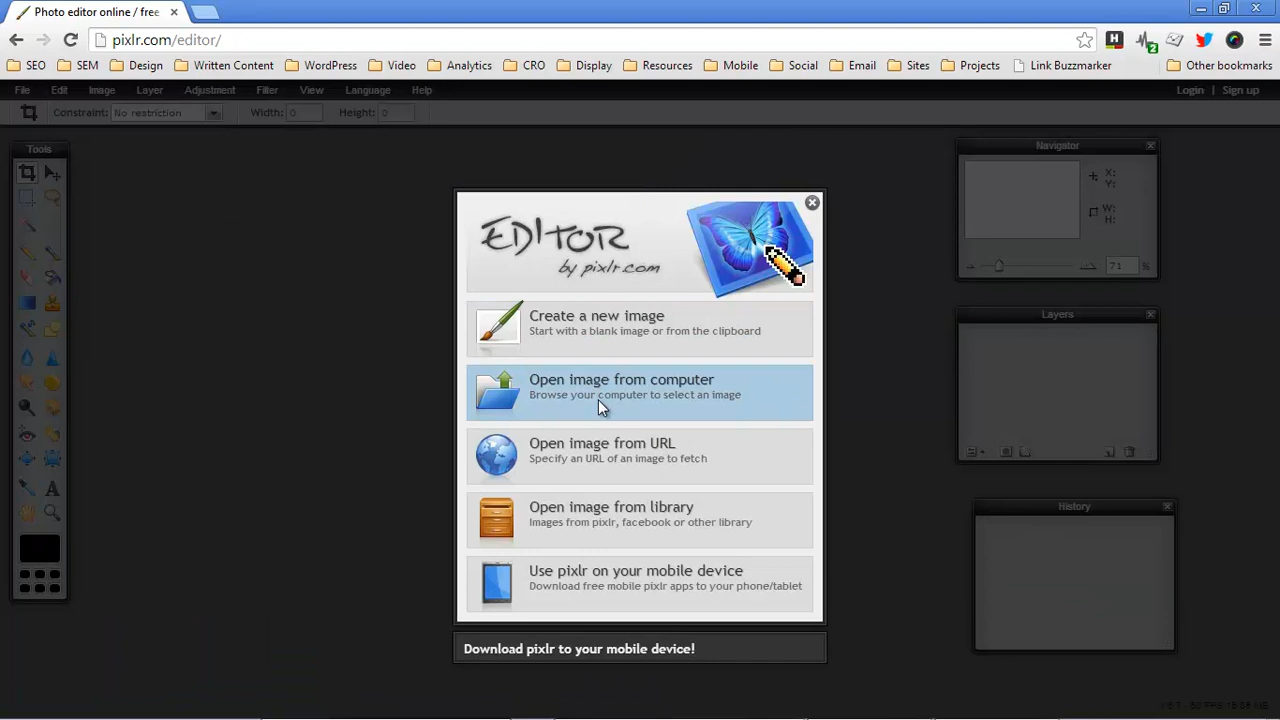 Photo editor online / free
pixlr.com/editor/
SEO SEM Design Written Content WordPress Video Analytics CRO Display Resources Mobile Social Email Sites Projects Link Buzzmarker Other bookmarks
File Edit Image Layer Adjustment Filter View Language Help Login | Sign up
Constraint: No restriction Width: 0 Height: 0
Tools
Navigator
X:
Y:
W:
H:
71 %
EDITOR
by pixlr.com
Create a new image
Start with a blank image or from the clipboard
Open image from computer
Browse your computer to select an image
Open image from URL
Specify an URL of an image to fetch
Open image from library
Images from pixlr, facebook or other library
Use pixlr on your mobile device
Download free mobile pixlr apps to your phone/tablet
Download pixlr to your mobile device!
Layers
History